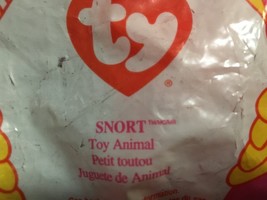 ty
®
SNORT
Toy Animal
Petit toutou
Juguete de Animal